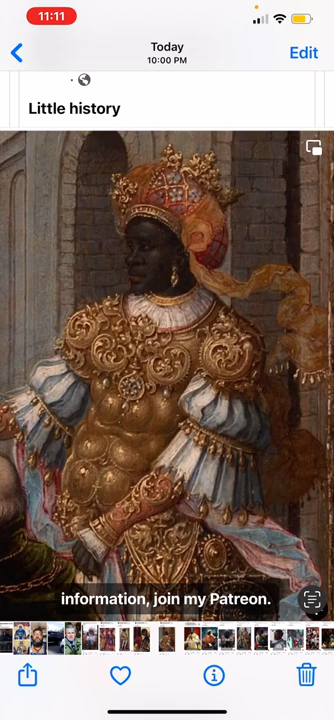 11:11
Today
10:00 PM
Edit
Little history
information, join my Patreon.